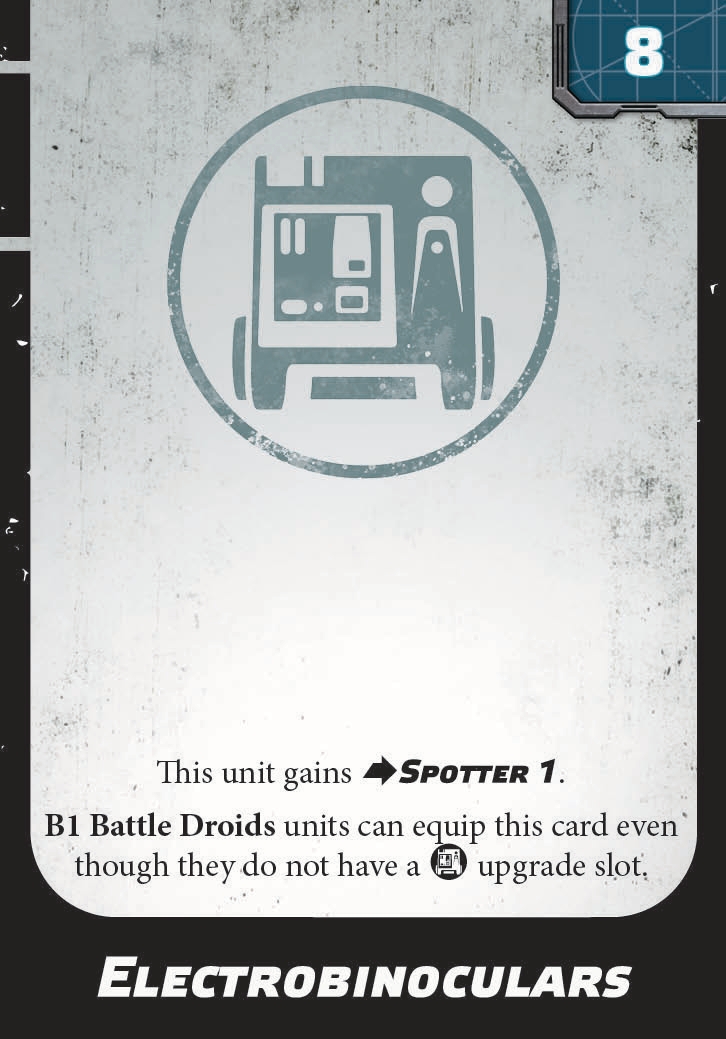 8
This unit gains SPOTTER 1.
B1 Battle Droids units can equip this card even
though they do not have a upgrade slot.
ELECTROBINOCULARS